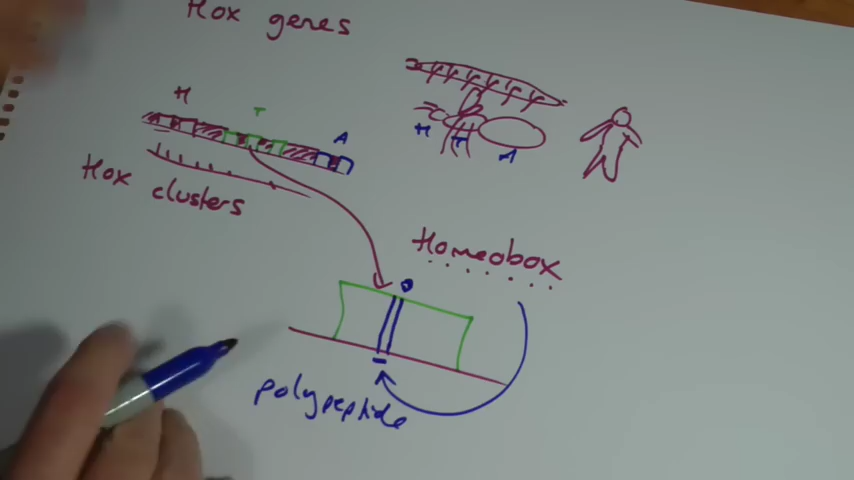 Hox genes
H
T
A
H T A
Hox clusters
Homeobox
polypeptide